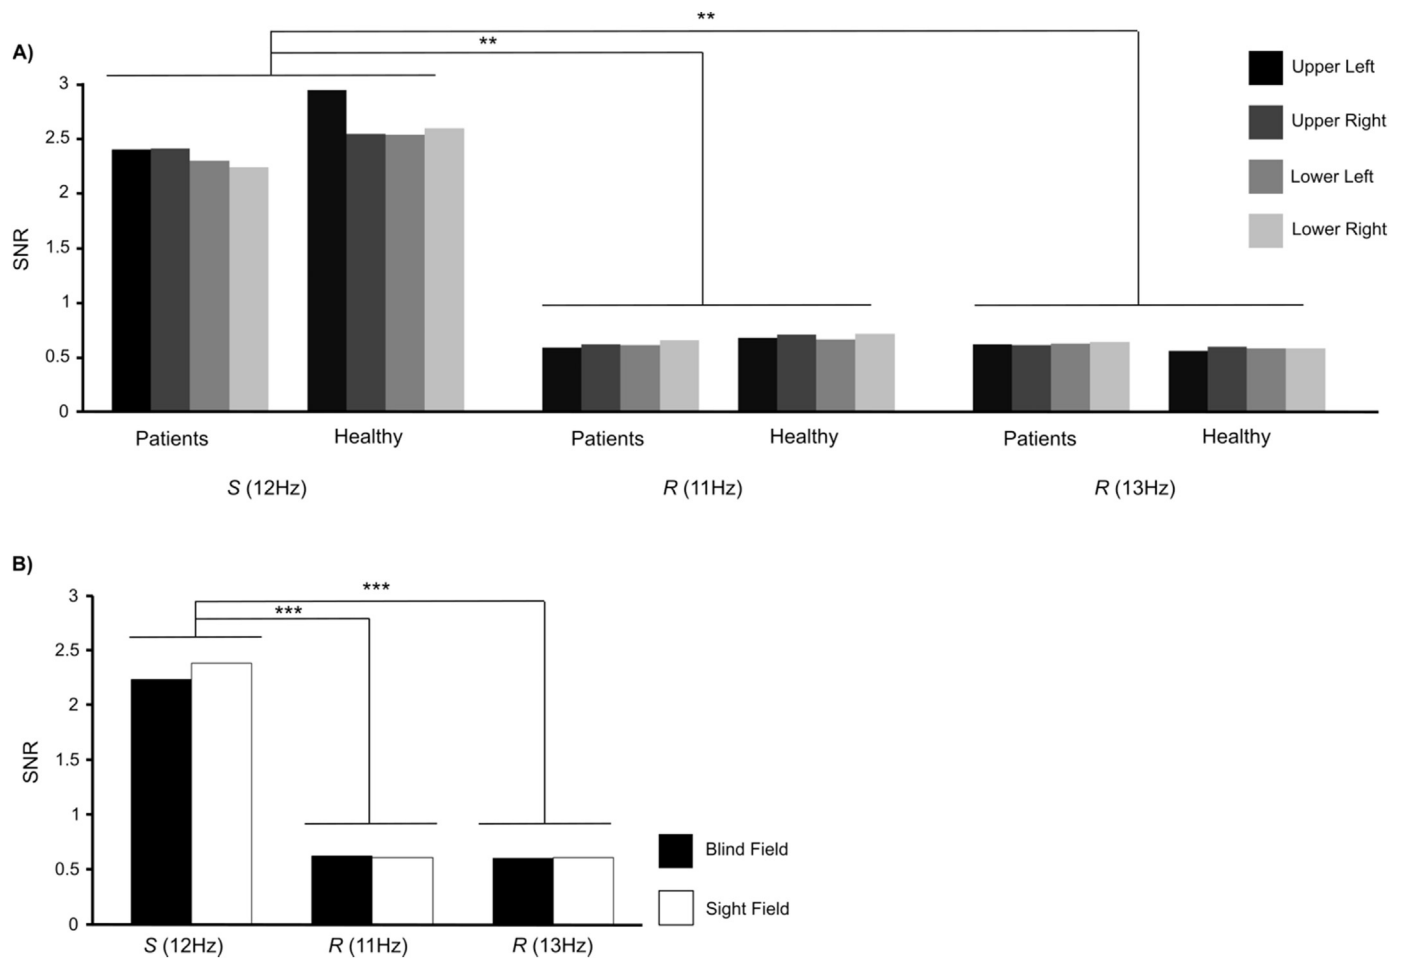 **
A)
**
3
2.5
2
1.5
1
0.5
0
SNR
Upper Left
Upper Right
Lower Left
Lower Right
Patients Healthy Patients Healthy Patients Healthy
S (12Hz) R (11Hz) R (13Hz)
B)
***
***
3
2.5
2
1.5
1
0.5
0
SNR
Blind Field
Sight Field
S (12Hz) R (11Hz) R (13Hz)